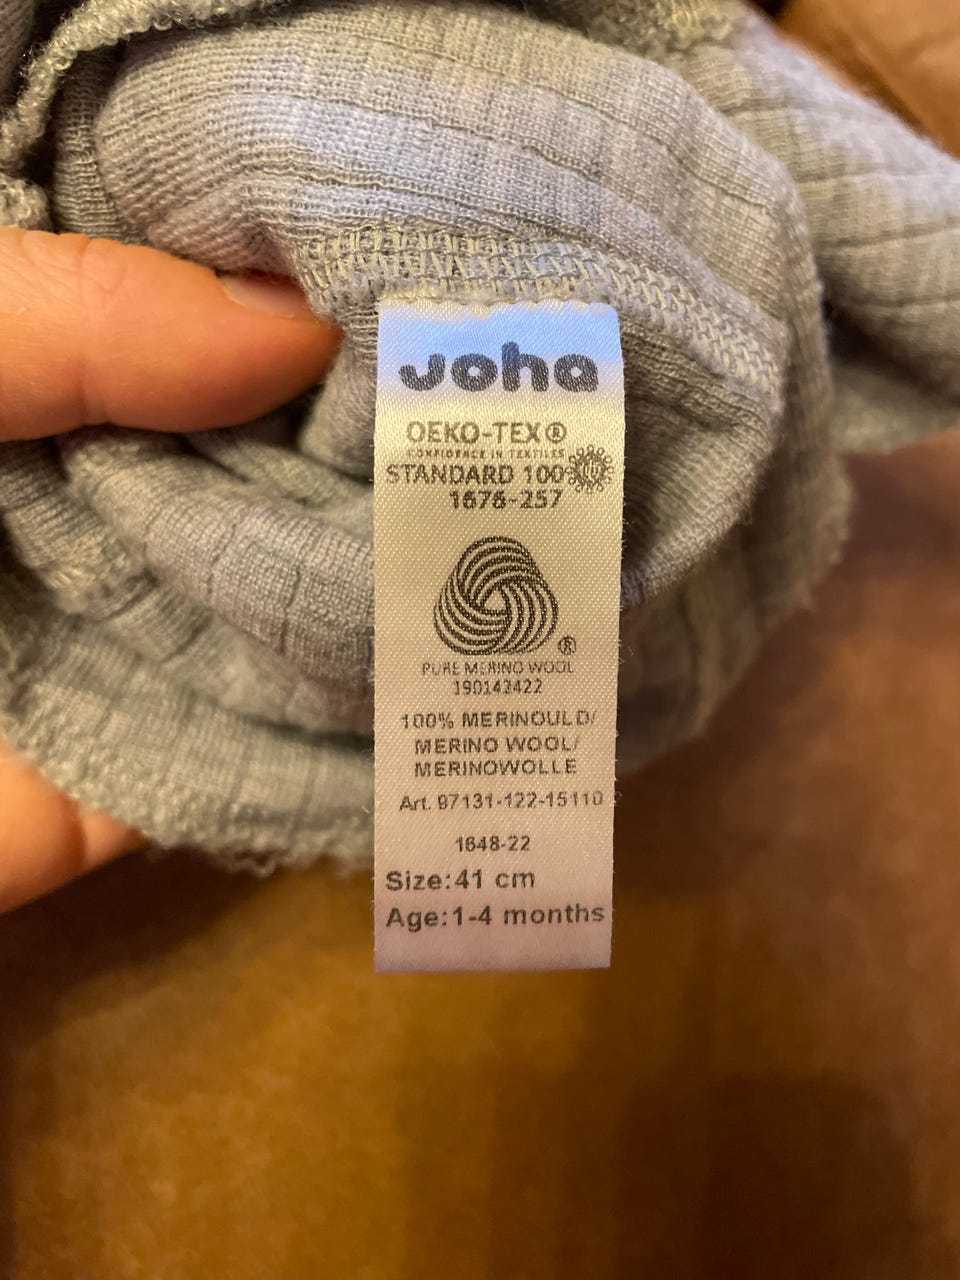 Joha
OEKO-TEX®
CONFIDENCE IN TEXTILES
STANDARD 100
1676-257
®
PURE MERINO WOOL
190142422
100% MERINOULD/
MERINO WOOL/
MERINOWOLLE
Art. 97131-122-15110
1648-22
Size:41 cm
Age:1-4 months